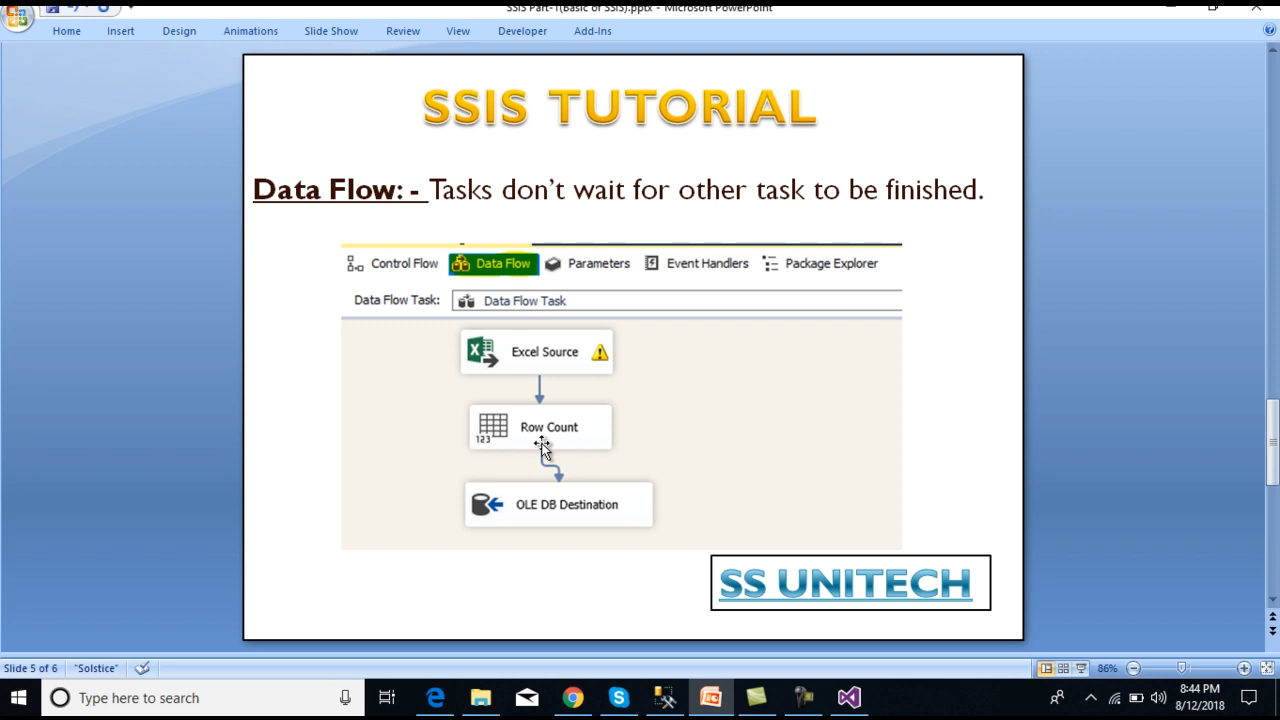 SSIS Part-1(Basic of SSIS).pptx - Microsoft PowerPoint
Home Insert Design Animations Slide Show Review View Developer Add-Ins
SSIS TUTORIAL
Data Flow: - Tasks don't wait for other task to be finished.
Control Flow Data Flow Parameters Event Handlers Package Explorer
Data Flow Task: Data Flow Task
Excel Source
123 Row Count
OLE DB Destination
SS UNITECH
Slide 5 of 6 "Solstice" 86%
Type here to search
8:44 PM
8/12/2018